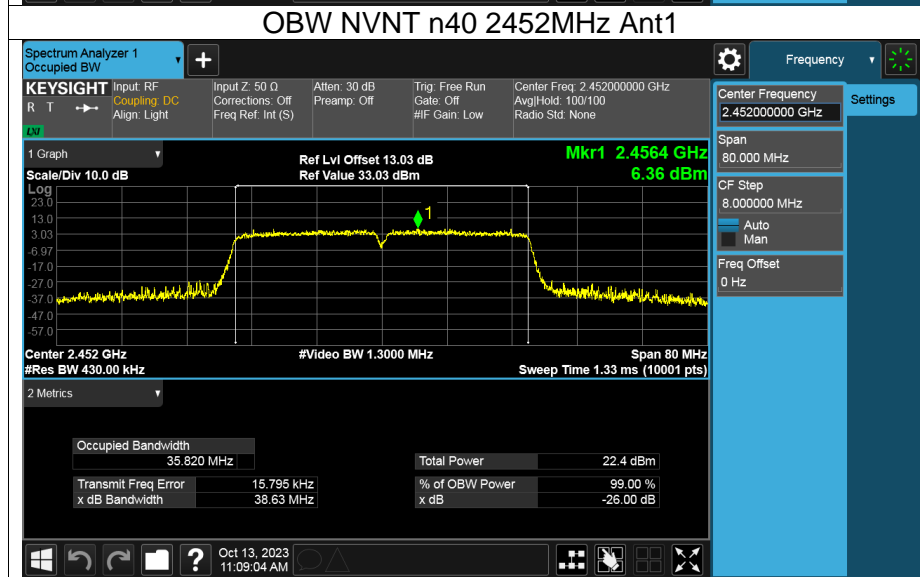 OBW NVNT n40 2452MHz Ant1
Spectrum Analyzer 1
Occupied BW
+
Frequency
KEYSIGHT
R T
LXI
Input: RF
Coupling: DC
Align: Light
Input Z: 50 Ω
Corrections: Off
Freq Ref: Int (S)
Atten: 30 dB
Preamp: Off
Trig: Free Run
Gate: Off
#IF Gain: Low
Center Freq: 2.452000000 GHz
Avg|Hold: 100/100
Radio Std: None
Center Frequency
2.452000000 GHz
Settings
Span
80.000 MHz
CF Step
8.000000 MHz
Auto
Man
Freq Offset
0 Hz
1 Graph
Scale/Div 10.0 dB
Ref Lvl Offset 13.03 dB
Ref Value 33.03 dBm
Mkr1 2.4564 GHz
6.36 dBm
Log
23.0
13.0
3.03
-6.97
-17.0
-27.0
-37.0
-47.0
-57.0
1
Center 2.452 GHz
#Video BW 1.3000 MHz
Span 80 MHz
#Res BW 430.00 kHz
Sweep Time 1.33 ms (10001 pts)
2 Metrics
Occupied Bandwidth
35.820 MHz
Total Power 22.4 dBm
Transmit Freq Error 15.795 kHz
% of OBW Power 99.00 %
x dB Bandwidth 38.63 MHz
x dB -26.00 dB
?
Oct 13, 2023
11:09:04 AM